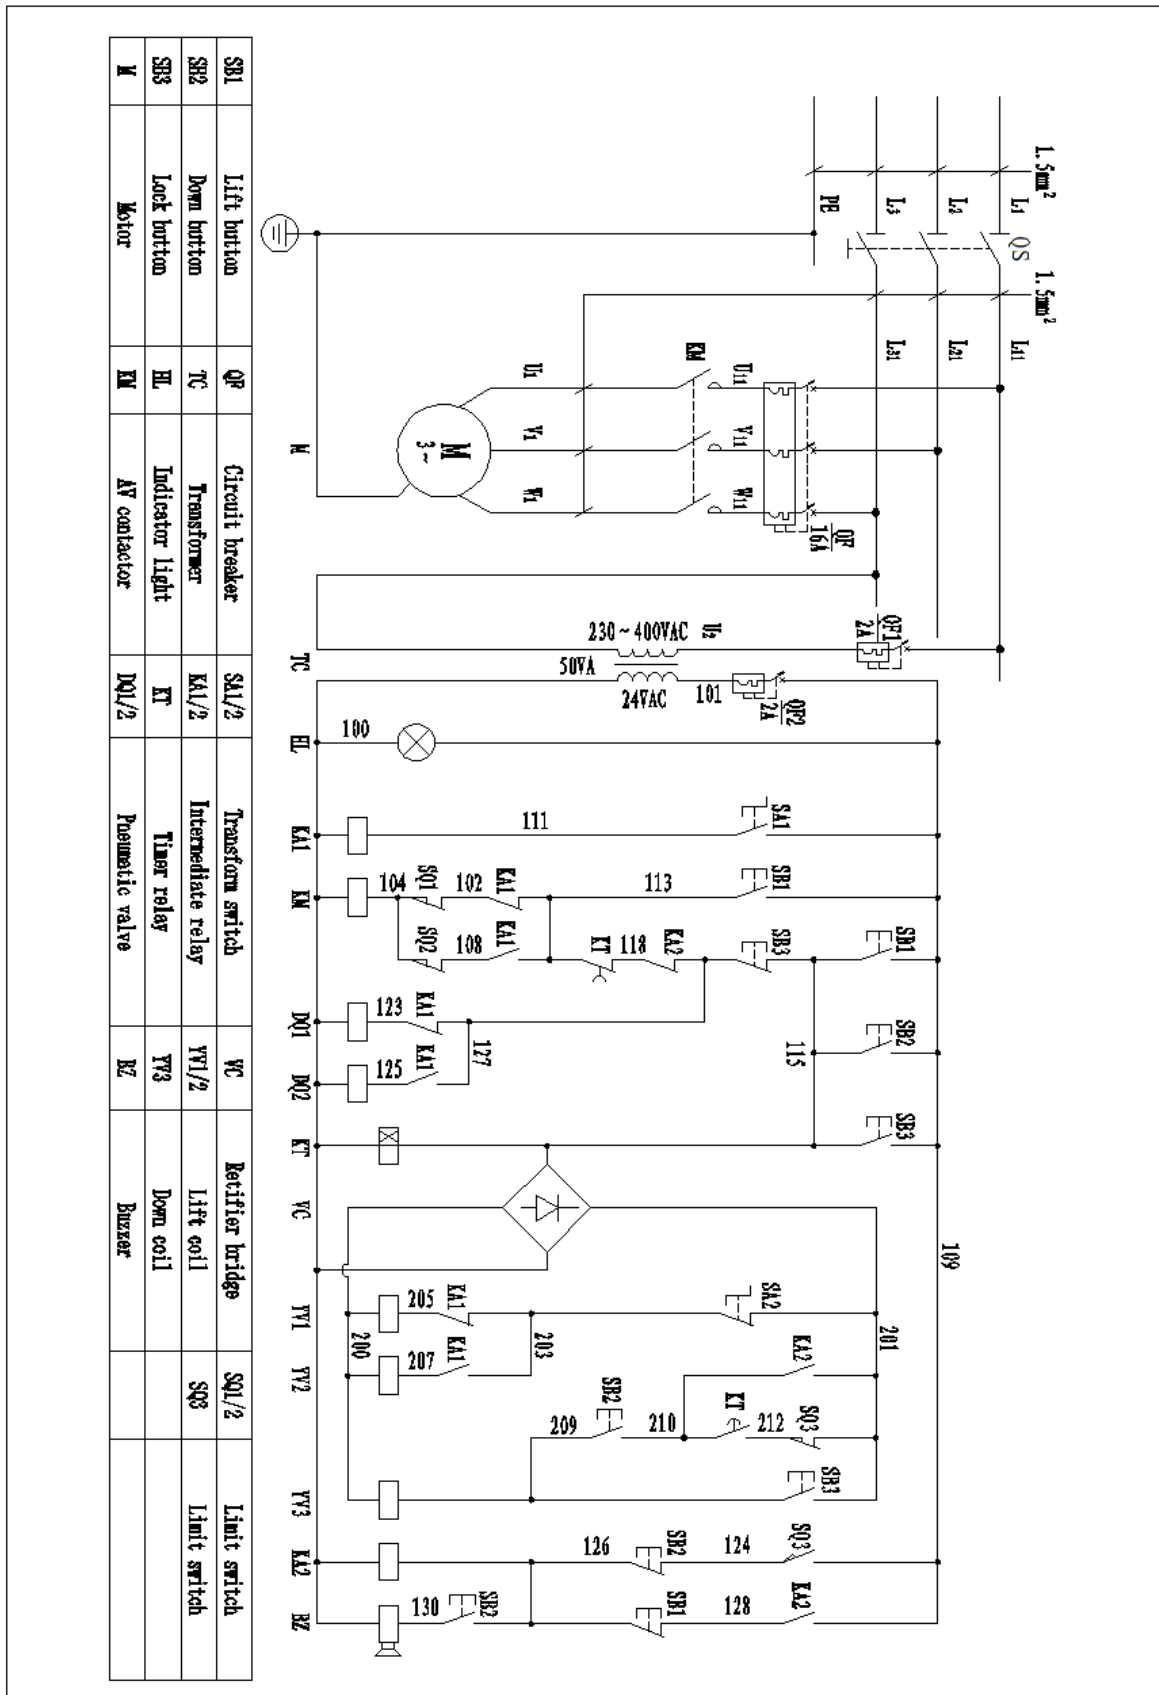 1.5mm²
L₁
L₂
L₃
PE
QS
1.5mm²
L₁₁
L₂₁
L₃₁
U₁₁
V₁₁
W₁₁
QF
16A
KM
U₁
V₁
W₁
M
3~
M
QF1
2A
U₂
230~400VAC
50VA
24VAC
TC
101
QF2
2A
100
HL
SA1
111
KA1
SB1
113
KA1
102
SQ1
104
KM
SB1
SB3
KA2
118
KT
KA1
108
SQ2
KA1
123
DQ1
127
KA1
125
DQ2
SB2
115
SB3
KT
VC
109
201
SA2
203
KA1
205
YV1
200
KA1
207
YV2
KA2
SQ3
212
KT
210
SB2
209
SB3
YV3
SQ3
124
SB2
126
KA2
KA2
128
SB1
SB2
130
BZ
SB1 Lift button QF Circuit breaker SA1/2 Transform switch VC Retifier bridge SQ1/2 Limit switch
SB2 Down button TC Transformer KA1/2 Intermediate relay YV1/2 Lift coil SQ3 Limit switch
SB3 Lock button HL Indicator light KT Timer relay YV3 Down coil
M Motor KM AV contactor DQ1/2 Pneumatic valve BZ Buzzer